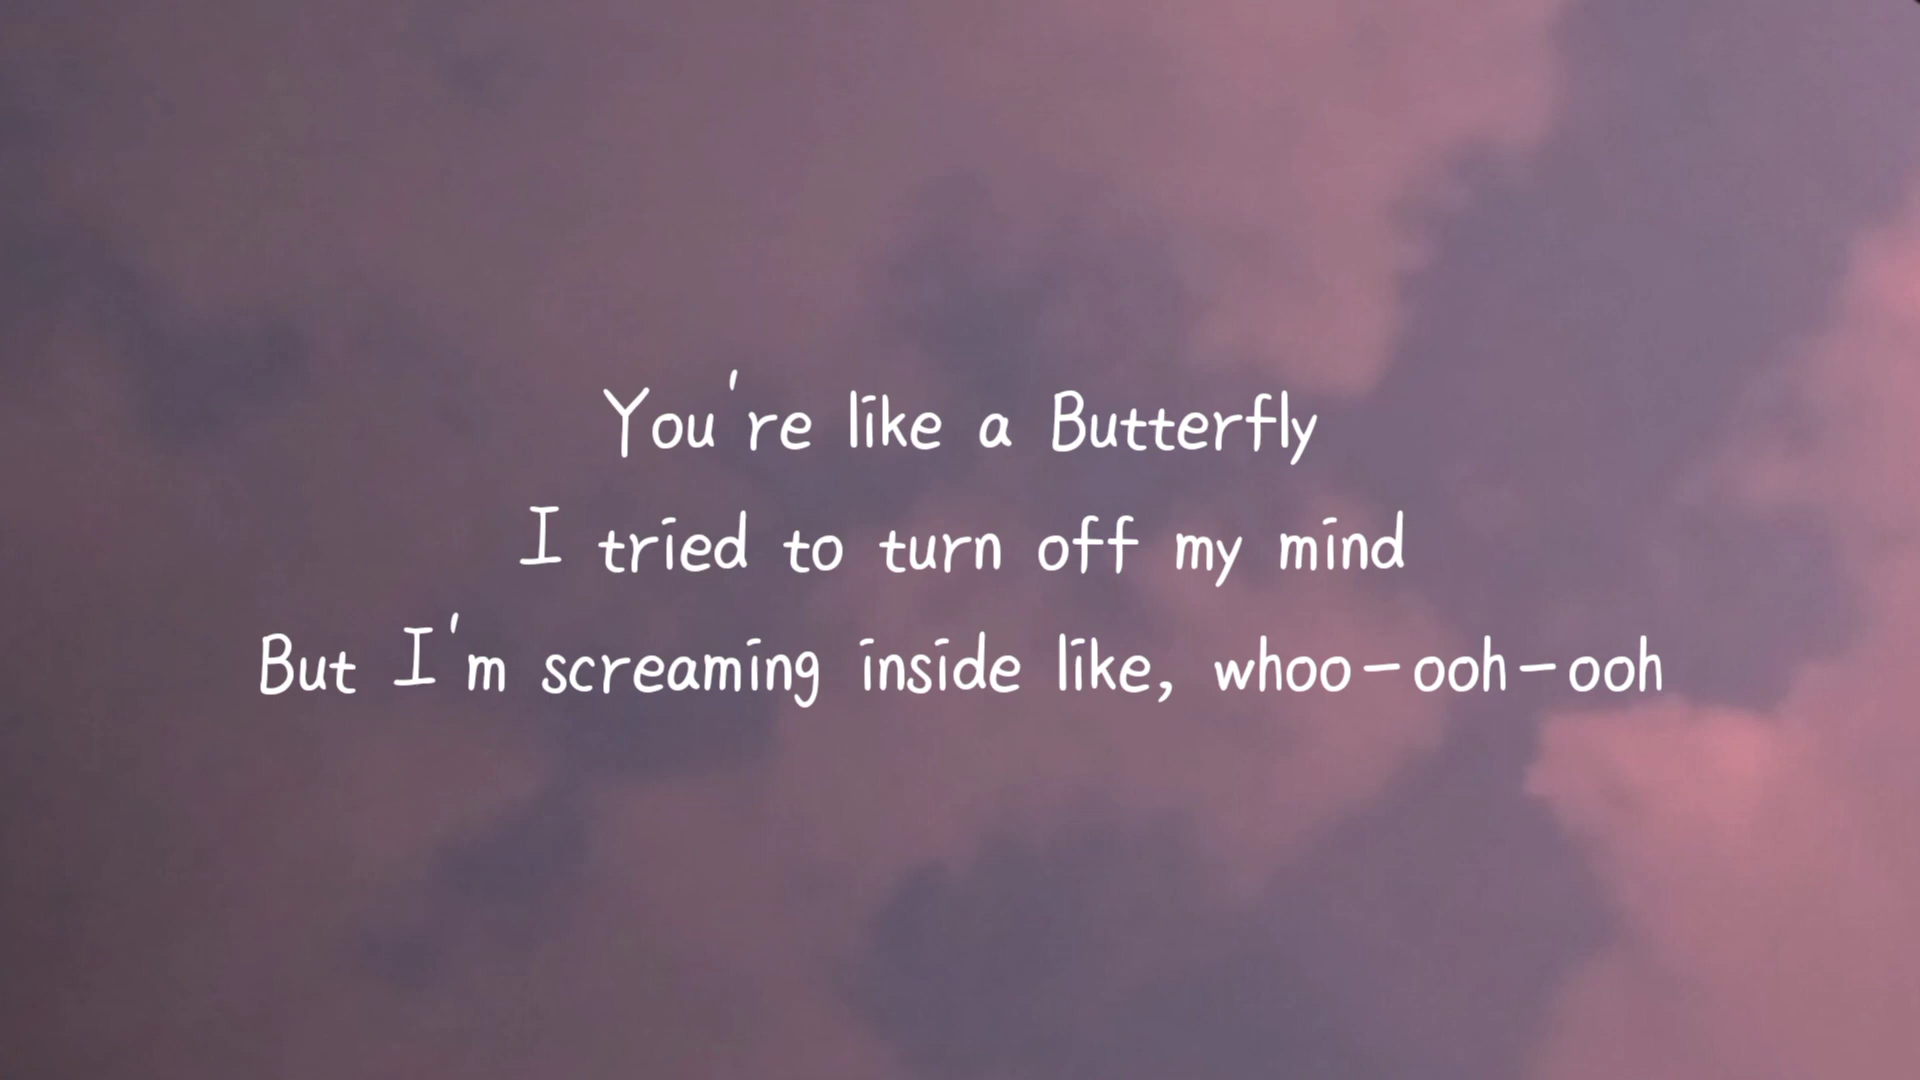 You're like a Butterfly
I tried to turn off my mind
But I'm screaming inside like, whoo-ooh-ooh